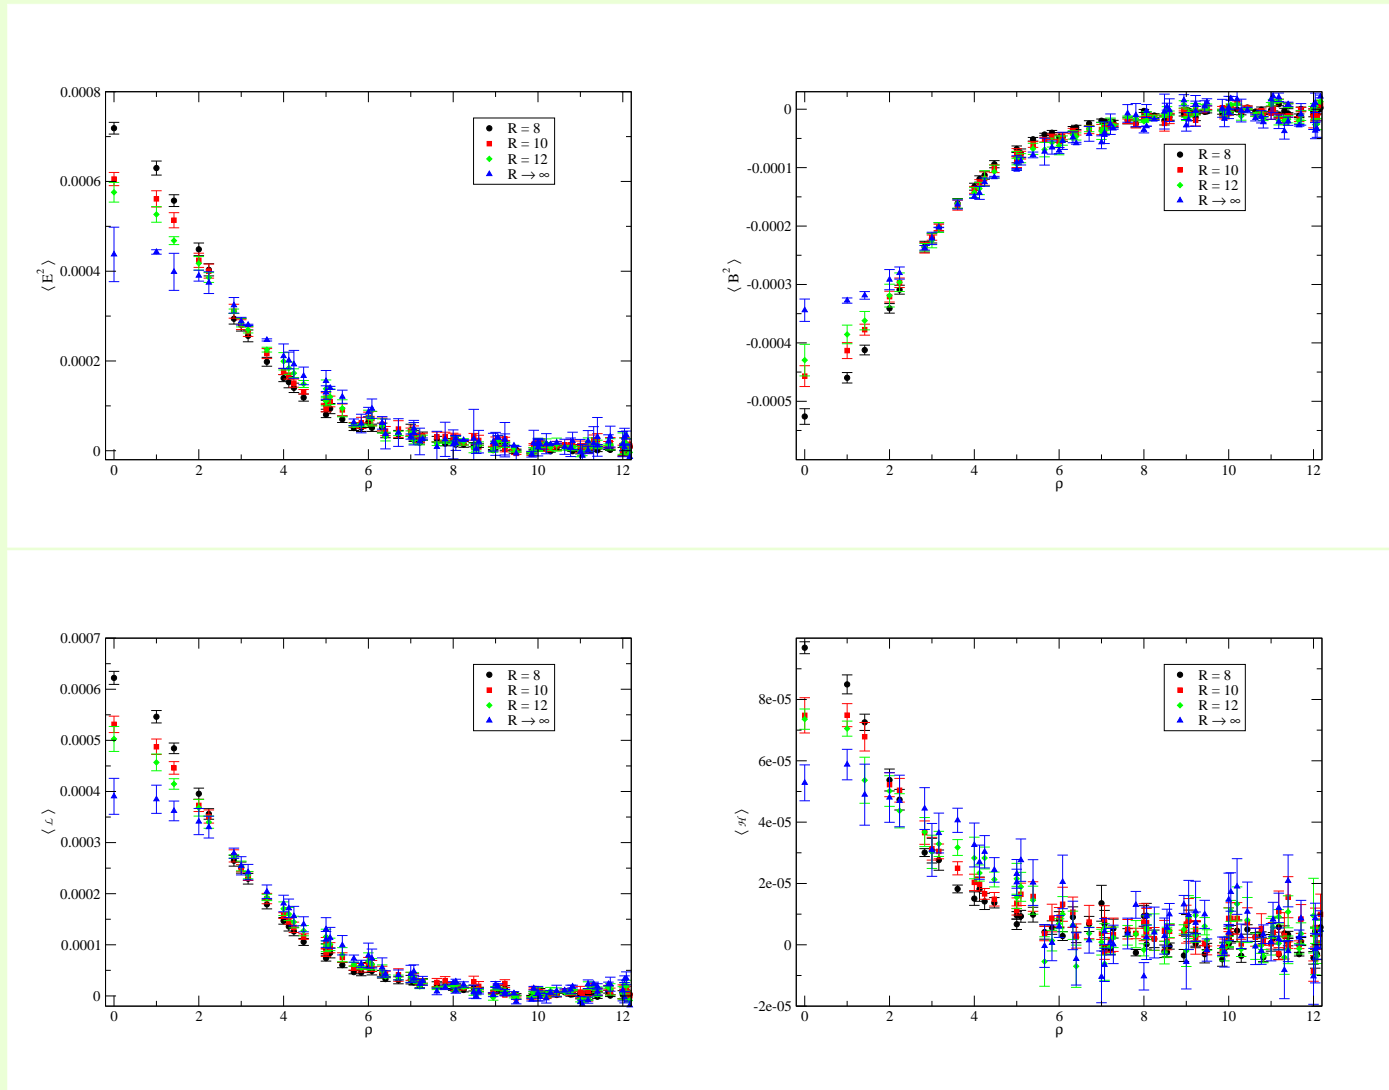 0.0008
0.0006
0.0004
0.0002
0
⟨ E² ⟩
0 2 4 6 8 10 12
ρ
R = 8
R = 10
R = 12
R → ∞
0
-0.0001
-0.0002
-0.0003
-0.0004
-0.0005
⟨ B² ⟩
0 2 4 6 8 10 12
ρ
R = 8
R = 10
R = 12
R → ∞
0.0007
0.0006
0.0005
0.0004
0.0003
0.0002
0.0001
0
⟨ ℒ ⟩
0 2 4 6 8 10 12
ρ
R = 8
R = 10
R = 12
R → ∞
8e-05
6e-05
4e-05
2e-05
0
-2e-05
⟨ ℋ ⟩
0 2 4 6 8 10 12
ρ
R = 8
R = 10
R = 12
R → ∞